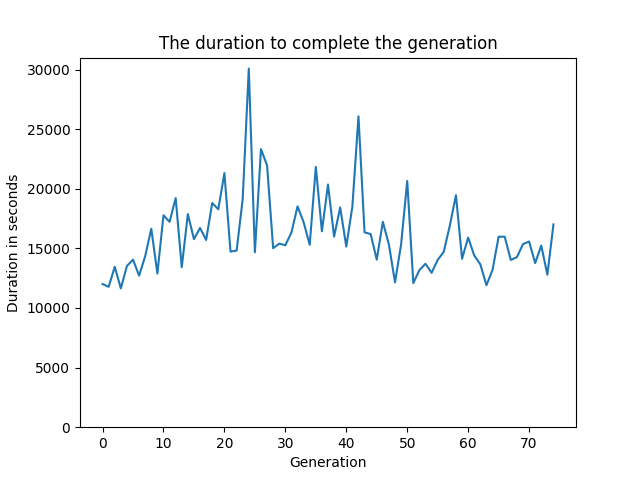 The duration to complete the generation
30000
25000
20000
15000
10000
5000
0
Duration in seconds
0 10 20 30 40 50 60 70
Generation